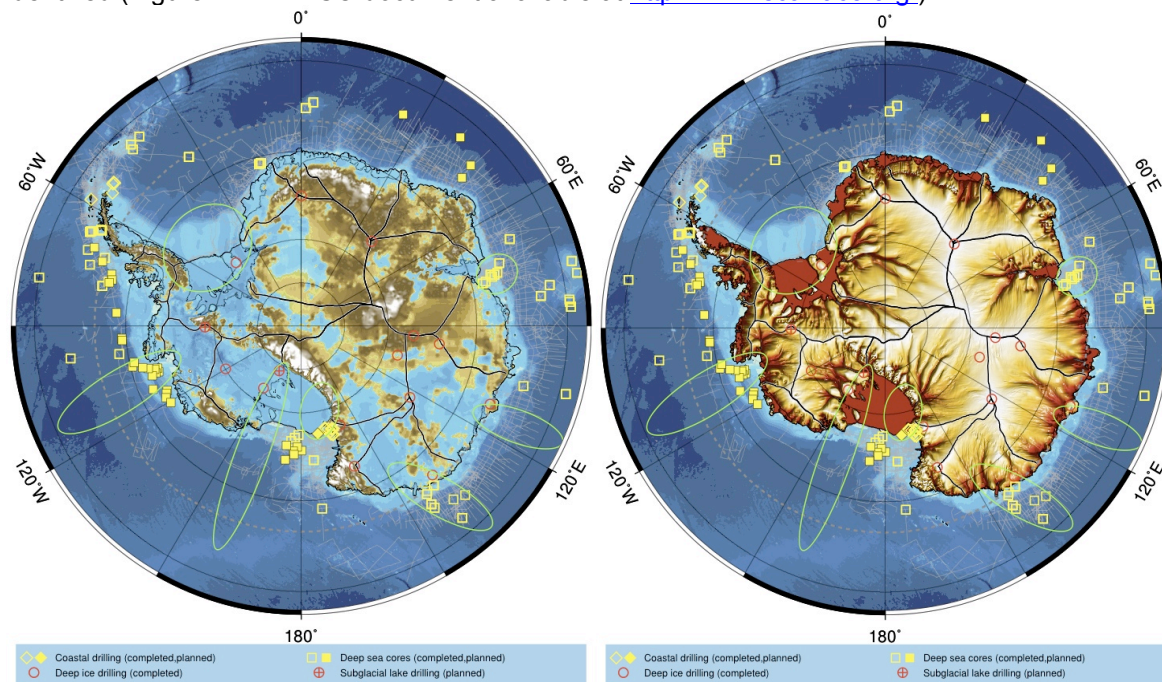 (Figure
0° 0°
60°W 60°E 60°W 60°E
120°W 120°E 120°W 120°E
180° 180°
Coastal drilling (completed,planned) Deep sea cores (completed,planned) Coastal drilling (completed,planned) Deep sea cores (completed,planned)
Deep ice drilling (completed) Subglacial lake drilling (planned) Deep ice drilling (completed) Subglacial lake drilling (planned)